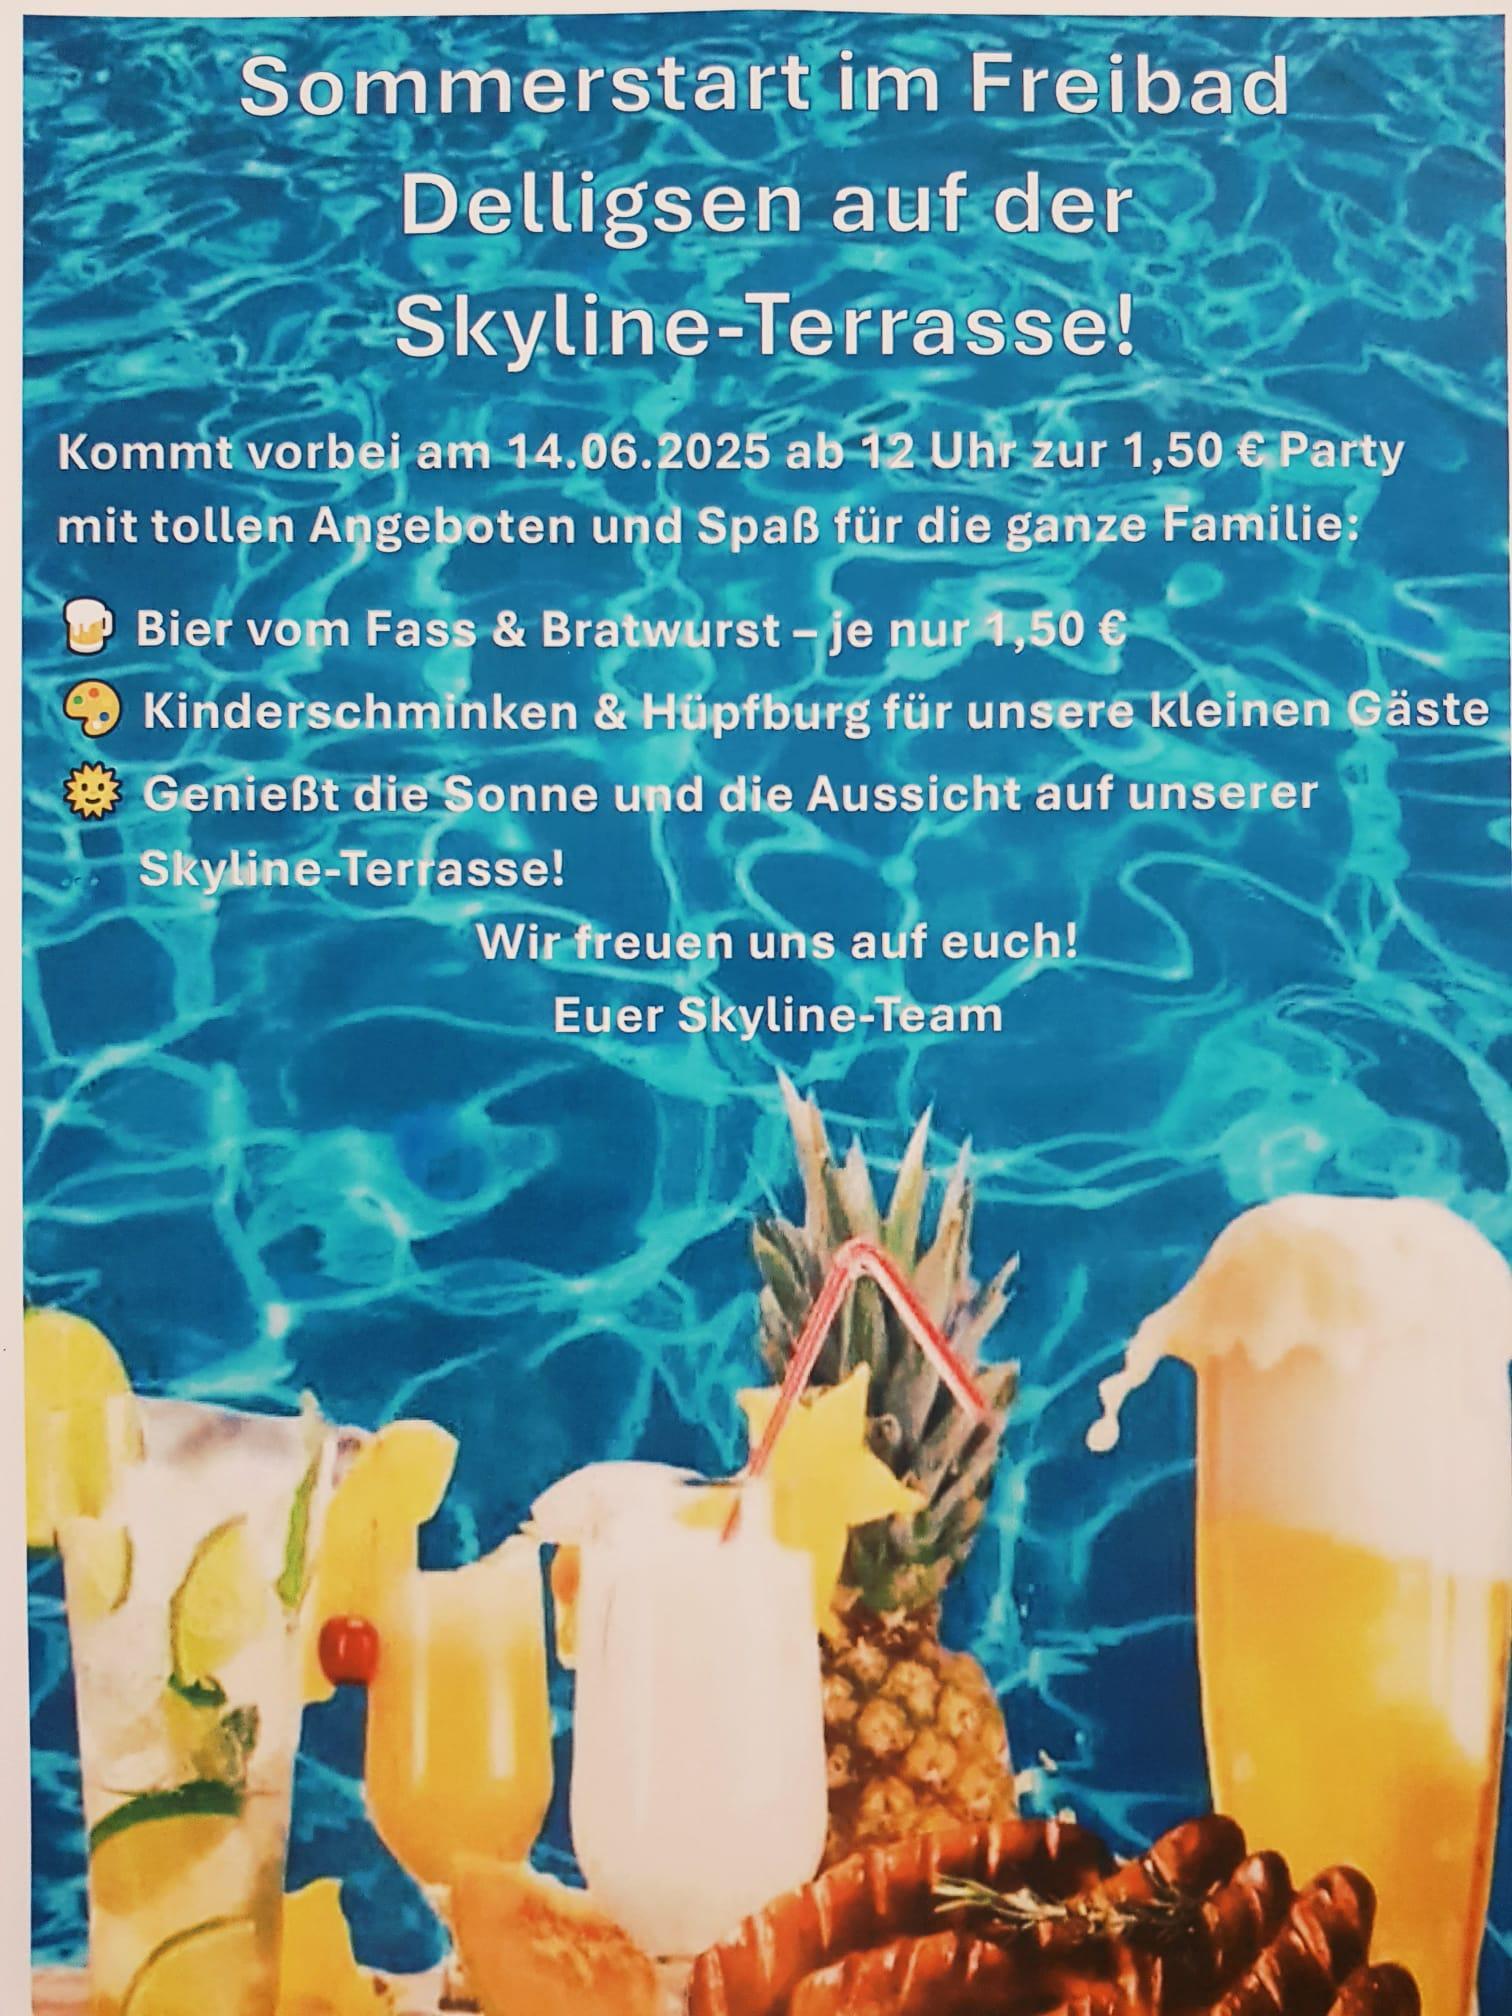 Sommerstart im Freibad
Delligsen auf der
Skyline-Terrasse!
Kommt vorbei am 14.06.2025 ab 12 Uhr zur 1,50 € Party
mit tollen Angeboten und Spaß für die ganze Familie:
🍺 Bier vom Fass & Bratwurst – je nur 1,50 €
🎨 Kinderschminken & Hüpfburg für unsere kleinen Gäste
🌞 Genießt die Sonne und die Aussicht auf unserer
Skyline-Terrasse!
Wir freuen uns auf euch!
Euer Skyline-Team